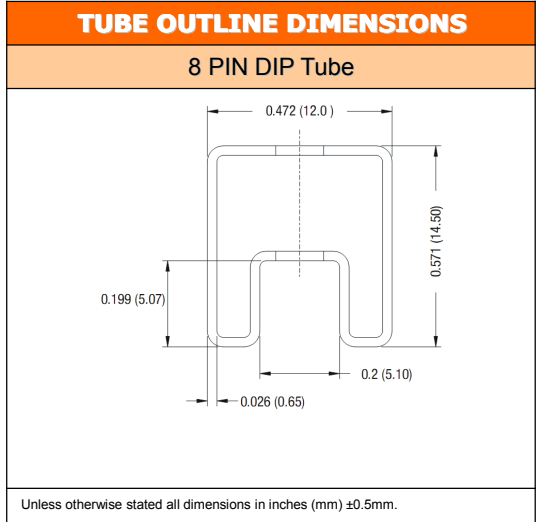 TUBE OUTLINE DIMENSIONS
8 PIN DIP Tube
0.472 (12.0 )
0.571 (14.50)
0.199 (5.07)
0.2 (5.10)
0.026 (0.65)
Unless otherwise stated all dimensions in inches (mm) ±0.5mm.